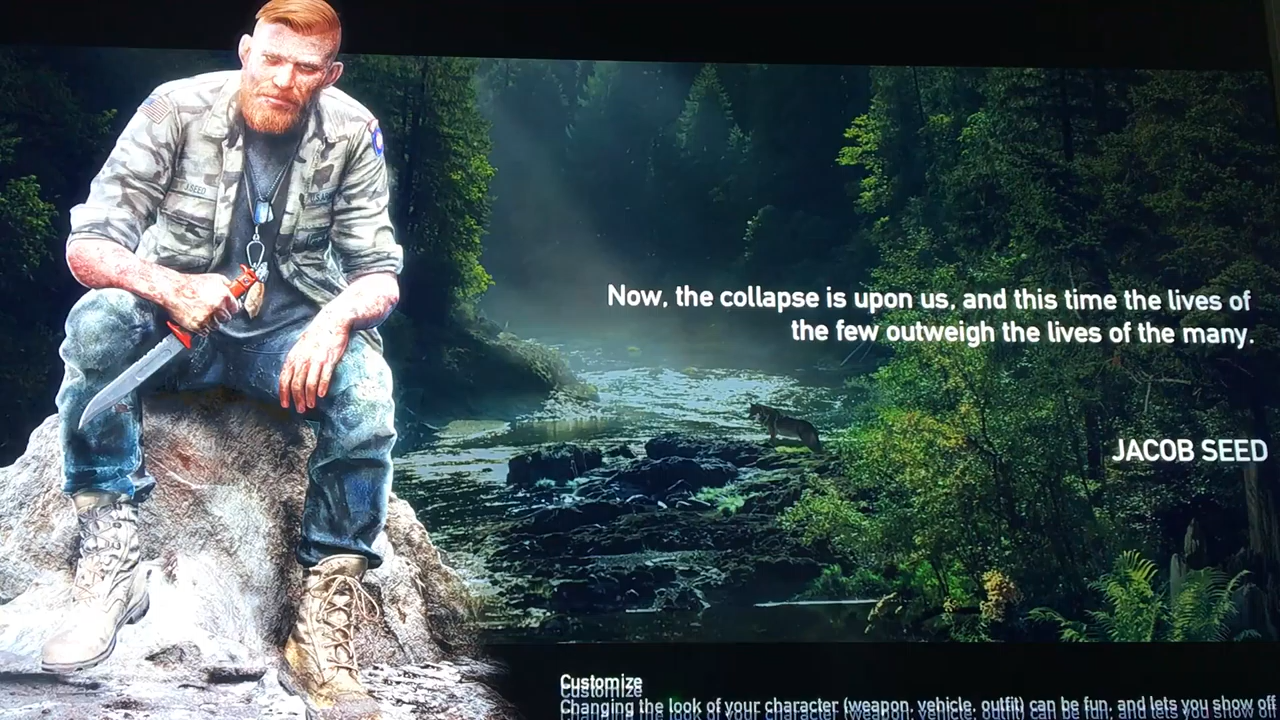 J.SEED
Now, the collapse is upon us, and this time the lives of
the few outweigh the lives of the many.
JACOB SEED
Customize
Changing the look of your character (weapon, vehicle, outfit) can be fun, and lets you show off